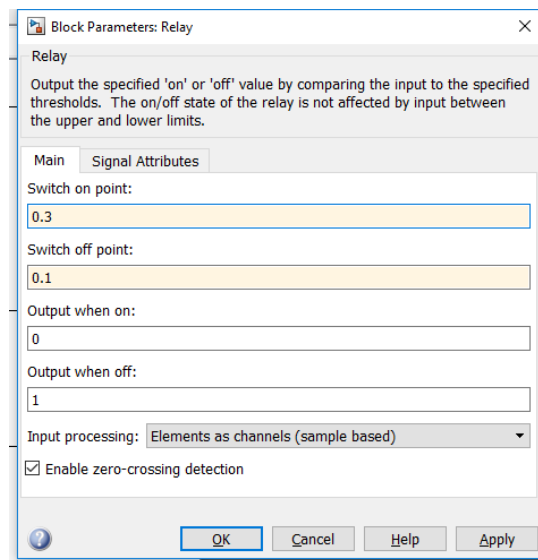 Block Parameters: Relay
Relay
Output the specified 'on' or 'off' value by comparing the input to the specified
thresholds. The on/off state of the relay is not affected by input between
the upper and lower limits.
Main Signal Attributes
Switch on point:
0.3
Switch off point:
0.1
Output when on:
0
Output when off:
1
Input processing: Elements as channels (sample based)
Enable zero-crossing detection
OK Cancel Help Apply